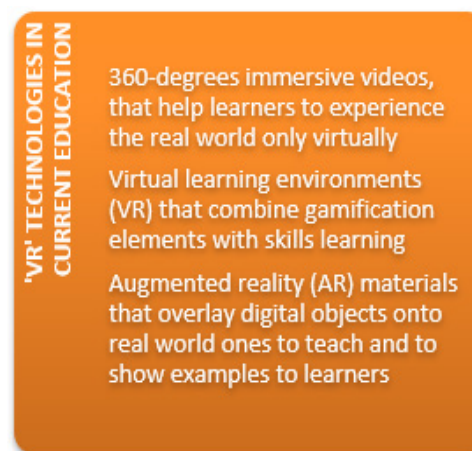 'VR' TECHNOLOGIES IN
CURRENT EDUCATION
360-degrees immersive videos,
that help learners to experience
the real world only virtually
Virtual learning environments
(VR) that combine gamification
elements with skills learning
Augmented reality (AR) materials
that overlay digital objects onto
real world ones to teach and to
show examples to learners